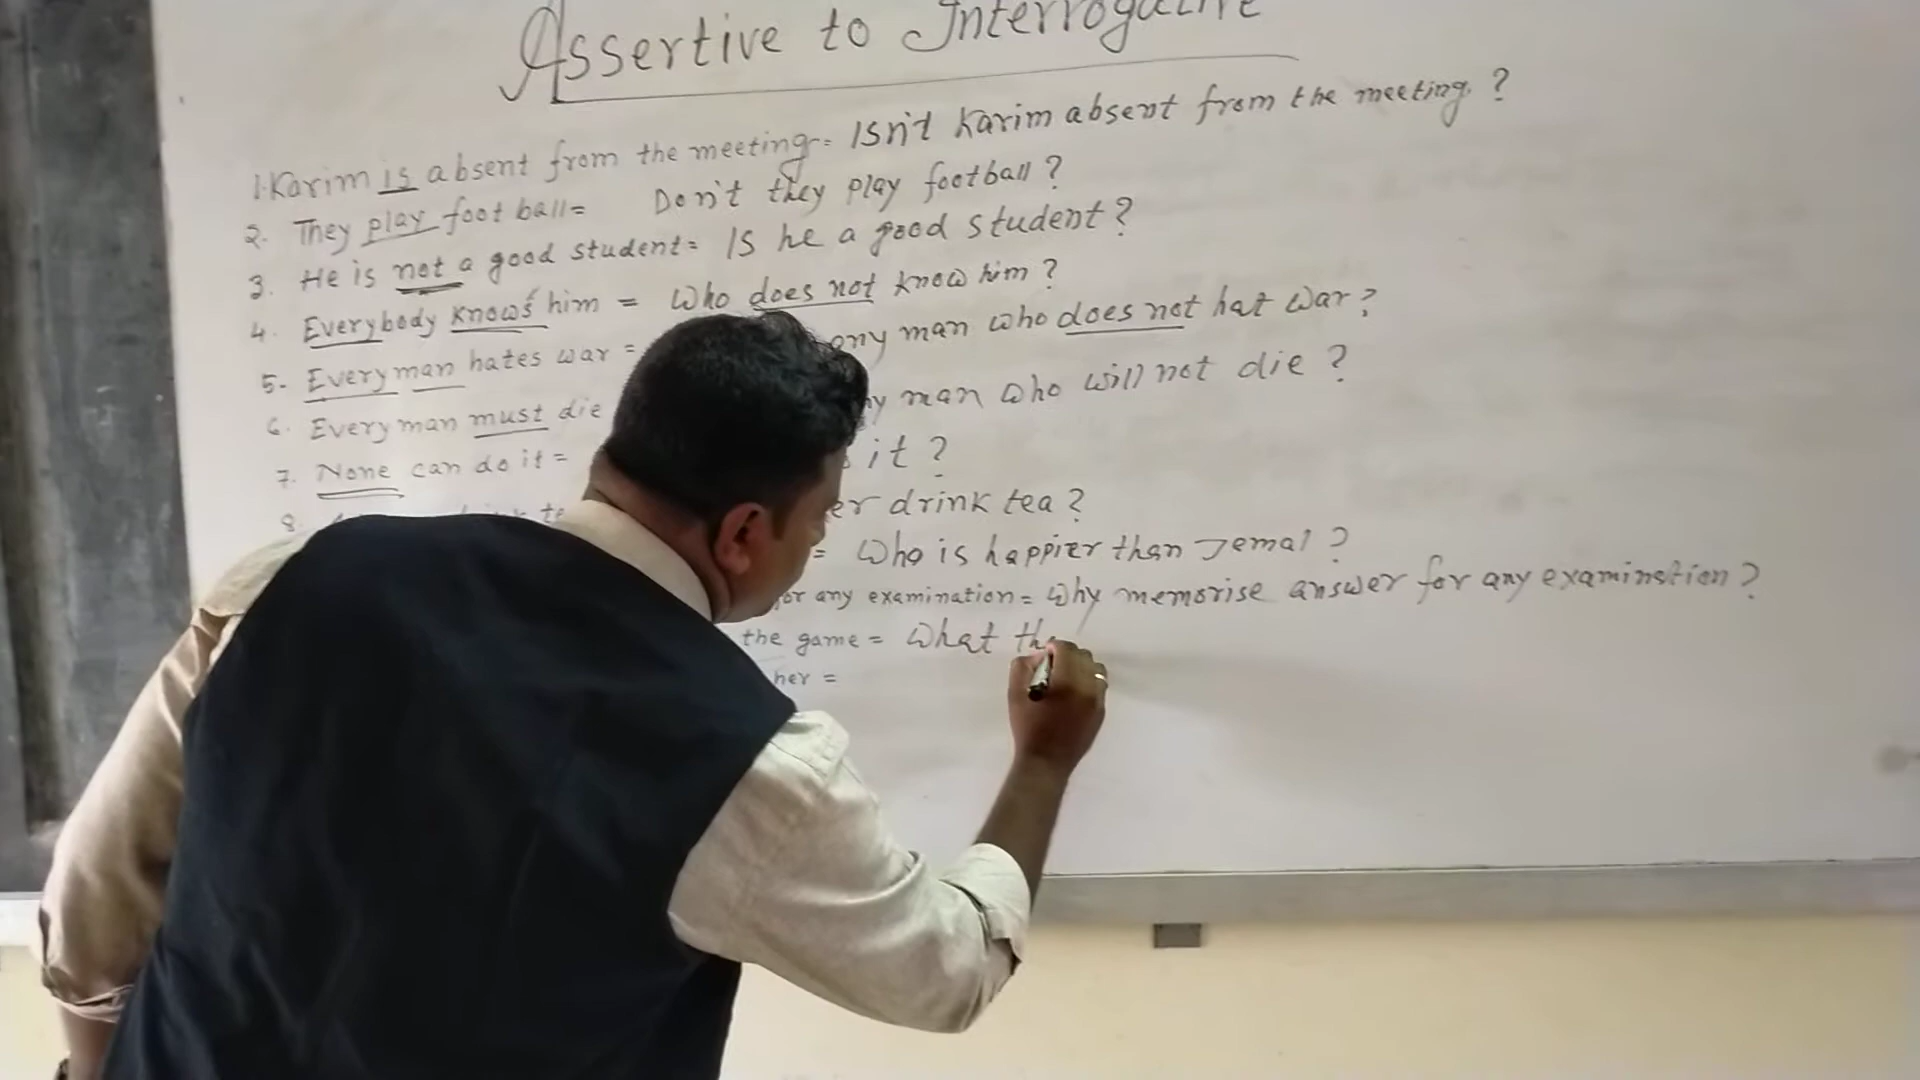 Assertive to Interrogative
1. Karim is absent from the meeting = Isn't Karim absent from the meeting. ?
2. They play foot ball = Don't they play football ?
3. He is not a good student = Is he a good student ?
4. Everybody knows him = Who does not know him ?
5. Every man hates war = any man who does not hat war ?
6. Every man must die man who will not die ?
7. None can do it = it ?
8. drink tea ?
= Who is happier than Jemal ?
for any examination = Why memorise answer for any examination ?
the game = What
her =